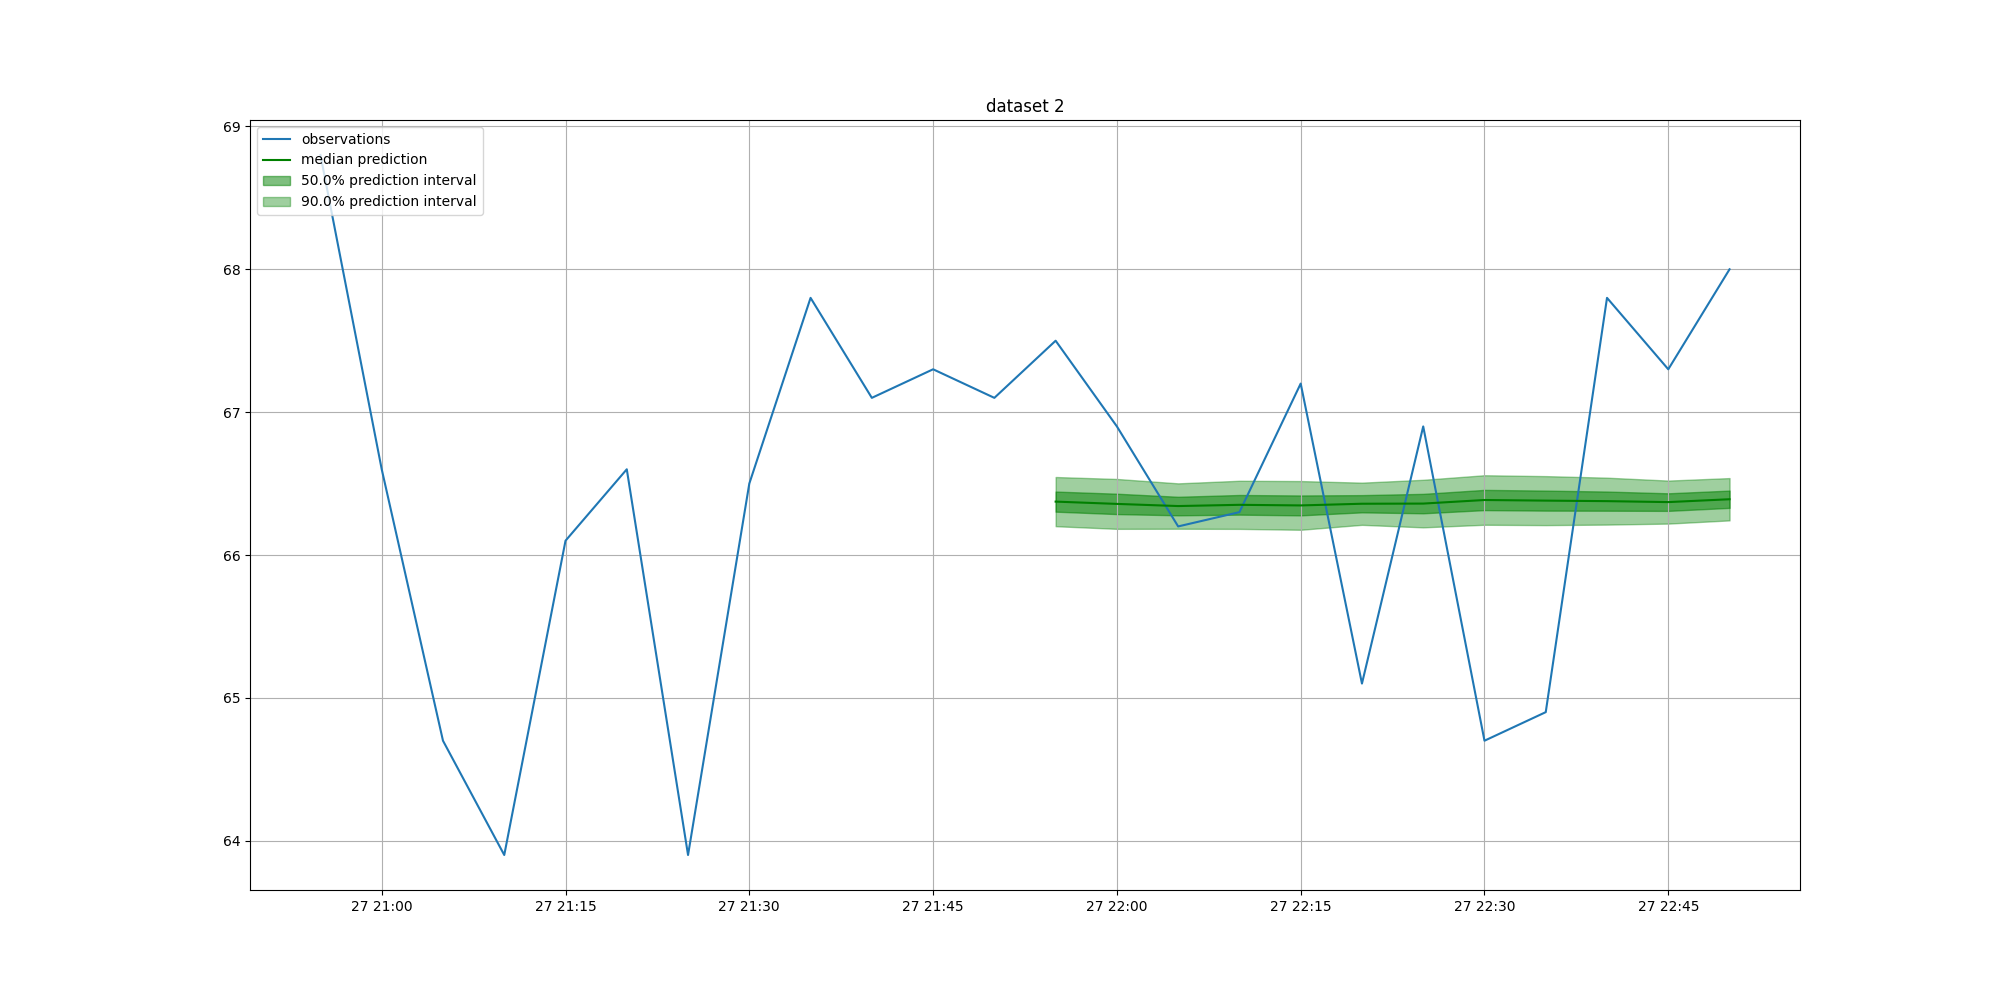 dataset 2
69
68
67
66
65
64
observations
median prediction
50.0% prediction interval
90.0% prediction interval
27 21:00 27 21:15 27 21:30 27 21:45 27 22:00 27 22:15 27 22:30 27 22:45